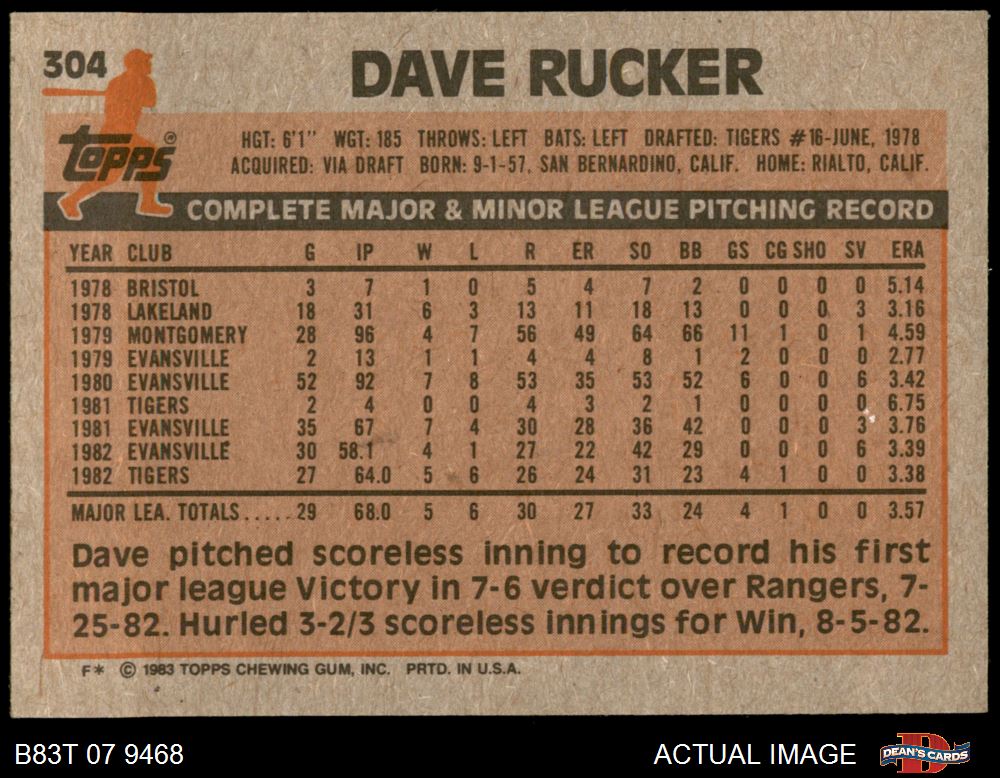 304
DAVE RUCKER
Topps®
HGT: 6'1" WGT: 185 THROWS: LEFT BATS: LEFT DRAFTED: TIGERS #16-JUNE, 1978
ACQUIRED: VIA DRAFT BORN: 9-1-57, SAN BERNARDINO, CALIF. HOME: RIALTO, CALIF.
COMPLETE MAJOR & MINOR LEAGUE PITCHING RECORD
YEAR CLUB G IP W L R ER SO BB GS CG SHO SV ERA
1978 BRISTOL 3 7 1 0 5 4 7 2 0 0 0 0 5.14
1978 LAKELAND 18 31 6 3 13 11 18 13 0 0 0 3 3.16
1979 MONTGOMERY 28 96 4 7 56 49 64 66 11 1 0 1 4.59
1979 EVANSVILLE 2 13 1 1 4 4 8 1 2 0 0 0 2.77
1980 EVANSVILLE 52 92 7 8 53 35 53 52 6 0 0 6 3.42
1981 TIGERS 2 4 0 0 4 3 2 1 0 0 0 0 6.75
1981 EVANSVILLE 35 67 7 4 30 28 36 42 0 0 0 3 3.76
1982 EVANSVILLE 30 58.1 4 1 27 22 42 29 0 0 0 6 3.39
1982 TIGERS 27 64.0 5 6 26 24 31 23 4 1 0 0 3.38
MAJOR LEA. TOTALS.....29 68.0 5 6 30 27 33 24 4 1 0 0 3.57
Dave pitched scoreless inning to record his first
major league Victory in 7-6 verdict over Rangers, 7-
25-82. Hurled 3-2/3 scoreless innings for Win, 8-5-82.
F* © 1983 TOPPS CHEWING GUM, INC. PRTD. IN U.S.A.
B83T 07 9468 ACTUAL IMAGE DEAN'S CARDS